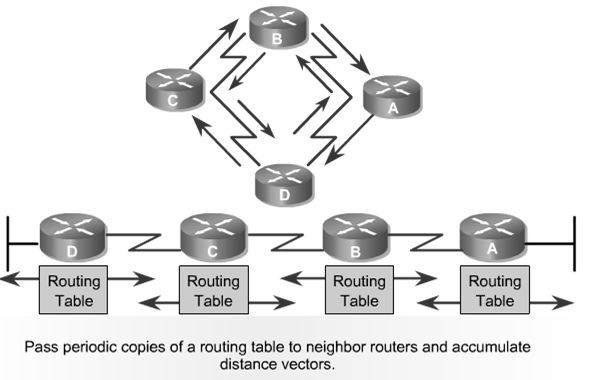 B
C
A
D
D
C
B
A
Routing
Table
Routing
Table
Routing
Table
Routing
Table
Pass periodic copies of a routing table to neighbor routers and accumulate
distance vectors.